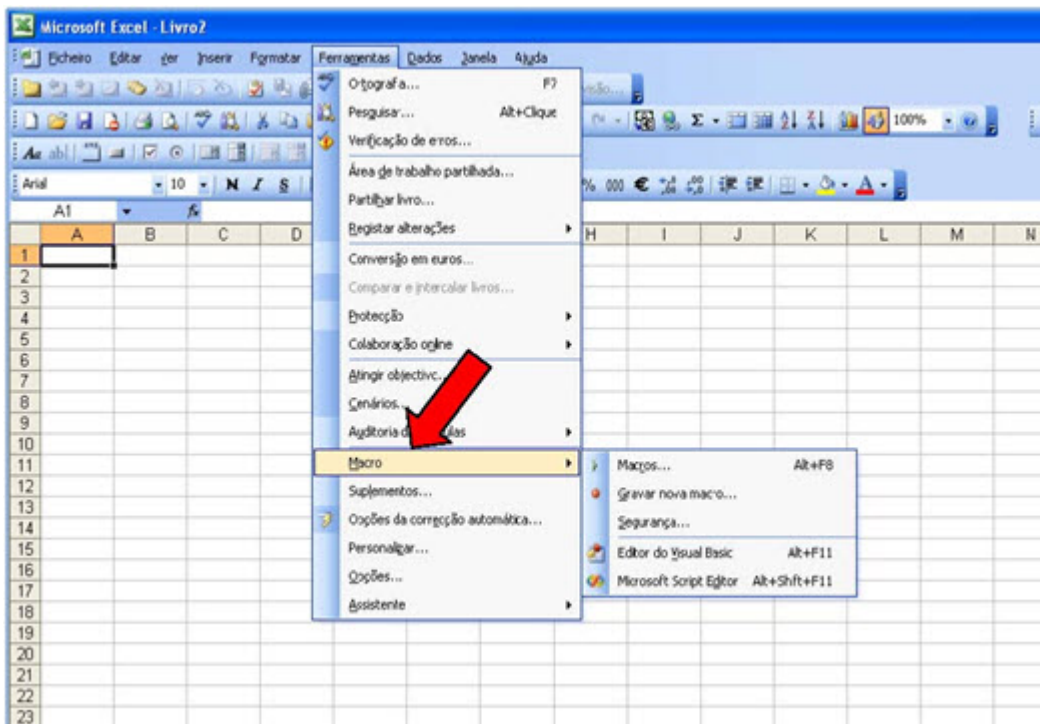 Microsoft Excel - Livro2
Ficheiro Editar Ver Inserir Formatar Ferramentas Dados Janela Ajuda
Arial 10 N I S % 000 €
100%
A1 fx
A B C D H I J K L M N
Ortografia... F7
Pesquisar... Alt+Clique
Verificação de erros...
Área de trabalho partilhada...
Partilhar livro...
Registar alterações
Conversão em euros...
Comparar e intercalar livros...
Protecção
Colaboração online
Atingir objectivo...
Cenários...
Auditoria
Macro
Suplementos...
Opções da correcção automática...
Personalizar...
Opções...
Assistente
Macros... Alt+F8
Gravar nova macro...
Segurança...
Editor do Visual Basic Alt+F11
Microsoft Script Editor Alt+Shift+F11
1
2
3
4
5
6
7
8
9
10
11
12
13
14
15
16
17
18
19
20
21
22
23